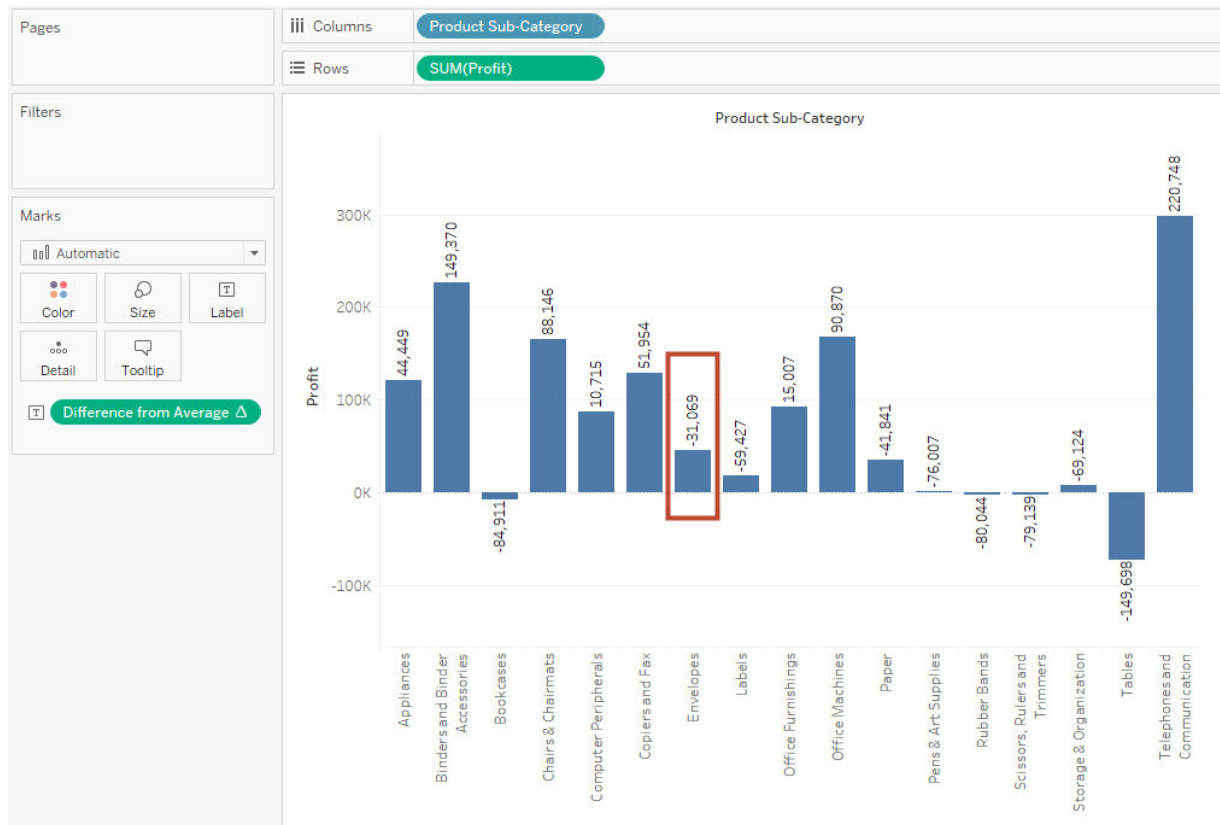 Pages
Columns
Product Sub-Category
Rows
SUM(Profit)
Filters
Marks
Automatic
Color
Size
Label
Detail
Tooltip
Difference from Average Δ
Product Sub-Category
Profit
300K
200K
100K
0K
-100K
44,449
149,370
-84,911
88,146
10,715
51,954
-31,069
-59,427
15,007
90,870
-41,841
-76,007
-80,044
-79,139
-69,124
-149,698
220,748
Appliances
Binders and Binder
Accessories
Bookcases
Chairs & Chairmats
Computer Peripherals
Copiers and Fax
Envelopes
Labels
Office Furnishings
Office Machines
Paper
Pens & Art Supplies
Rubber Bands
Scissors, Rulers and
Trimmers
Storage & Organization
Tables
Telephones and
Communication